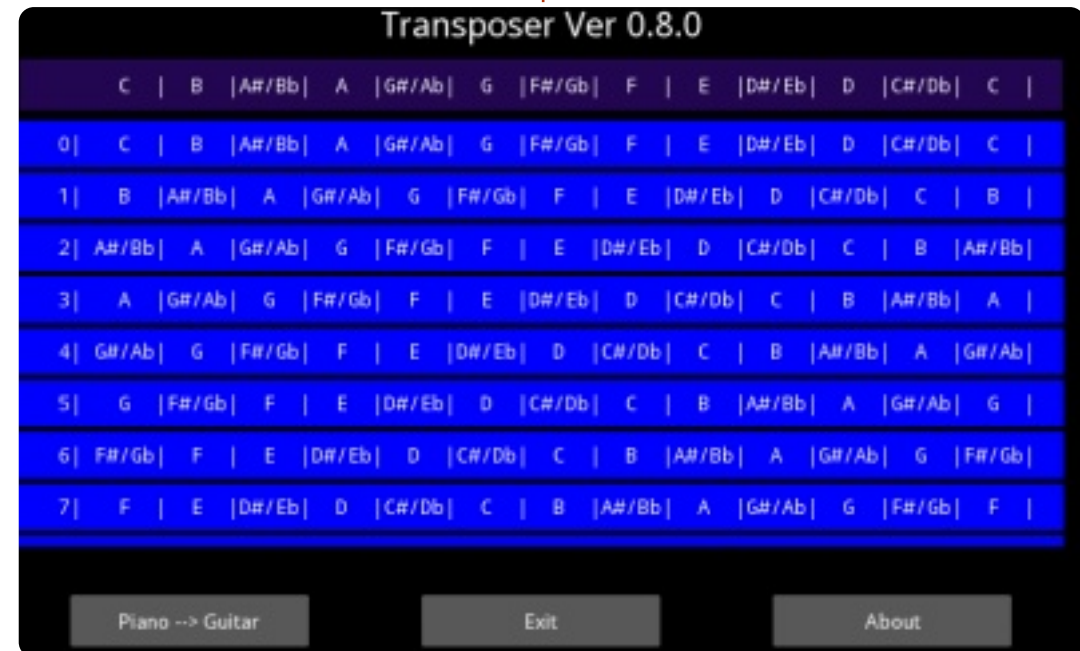 Transposer Ver 0.8.0
C | B |A#/Bb| A |G#/Ab| G |F#/Gb| F | E |D#/Eb| D |C#/Db| C |
0| C | B |A#/Bb| A |G#/Ab| G |F#/Gb| F | E |D#/Eb| D |C#/Db| C |
1| B |A#/Bb| A |G#/Ab| G |F#/Gb| F | E |D#/Eb| D |C#/Db| C | B |
2| A#/Bb| A |G#/Ab| G |F#/Gb| F | E |D#/Eb| D |C#/Db| C | B |A#/Bb|
3| A |G#/Ab| G |F#/Gb| F | E |D#/Eb| D |C#/Db| C | B |A#/Bb| A |
4| G#/Ab| G |F#/Gb| F | E |D#/Eb| D |C#/Db| C | B |A#/Bb| A |G#/Ab|
5| G |F#/Gb| F | E |D#/Eb| D |C#/Db| C | B |A#/Bb| A |G#/Ab| G |
6| F#/Gb| F | E |D#/Eb| D |C#/Db| C | B |A#/Bb| A |G#/Ab| G |F#/Gb|
7| F | E |D#/Eb| D |C#/Db| C | B |A#/Bb| A |G#/Ab| G |F#/Gb| F |
Piano --> Guitar Exit About